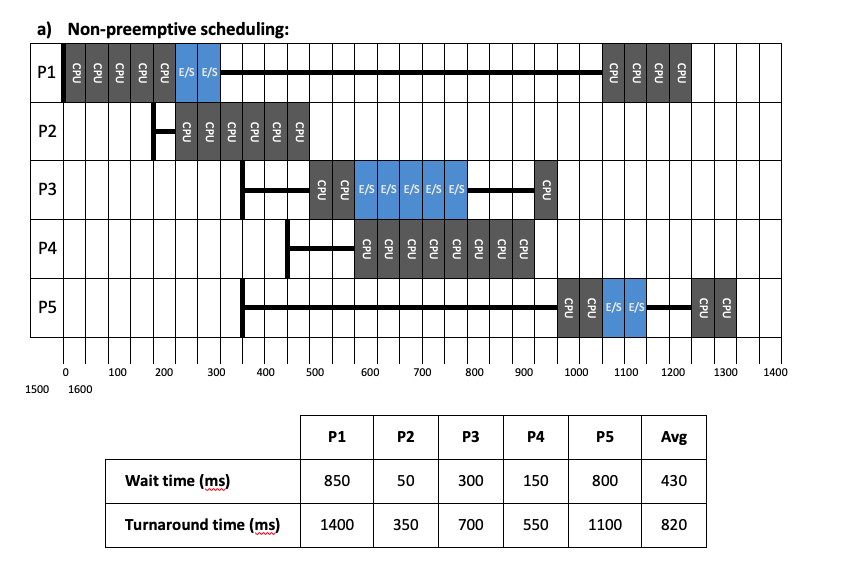 a) Non-preemptive scheduling:
P1 CPU CPU CPU CPU CPU E/S E/S CPU CPU CPU CPU
P2 CPU CPU CPU CPU CPU CPU
P3 CPU CPU E/S E/S E/S E/S E/S CPU
P4 CPU CPU CPU CPU CPU CPU CPU CPU
P5 CPU CPU E/S E/S CPU CPU
0 100 200 300 400 500 600 700 800 900 1000 1100 1200 1300 1400
1500 1600
P1 P2 P3 P4 P5 Avg
Wait time (ms) 850 50 300 150 800 430
Turnaround time (ms) 1400 350 700 550 1100 820